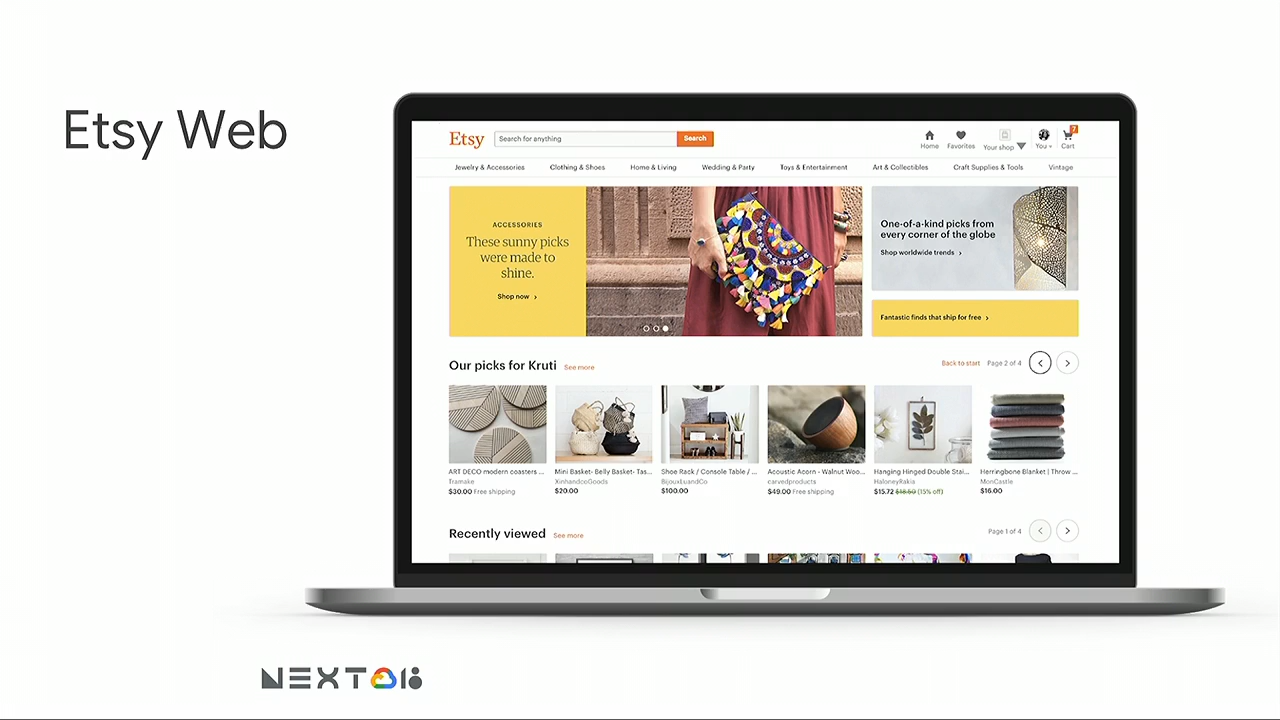 Etsy Web
Etsy
Search for anything
Search
Home
Favorites
Your shop
You
7
Cart
Jewelry & Accessories
Clothing & Shoes
Home & Living
Wedding & Party
Toys & Entertainment
Art & Collectibles
Craft Supplies & Tools
Vintage
ACCESSORIES
These sunny picks
were made to
shine.
Shop now ›
One-of-a-kind picks from
every corner of the globe
Shop worldwide trends ›
Fantastic finds that ship for free ›
Our picks for Kruti See more
Back to start Page 2 of 4 < >
ART DECO modern coasters ...
Tramake
$30.00 Free shipping
Mini Basket- Belly Basket- Tas...
XinhandcoGoods
$20.00
Shoe Rack / Console Table / ...
BijouxLuandCo
$100.00
Acoustic Acorn - Walnut Woo...
carvedproducts
$49.00 Free shipping
Hanging Hinged Double Stai...
HaloneyRakis
$15.72 $18.50 (15% off)
Herringbone Blanket | Throw ...
MonCastle
$16.00
Recently viewed See more
Page 1 of 4 < >
NEXT 18